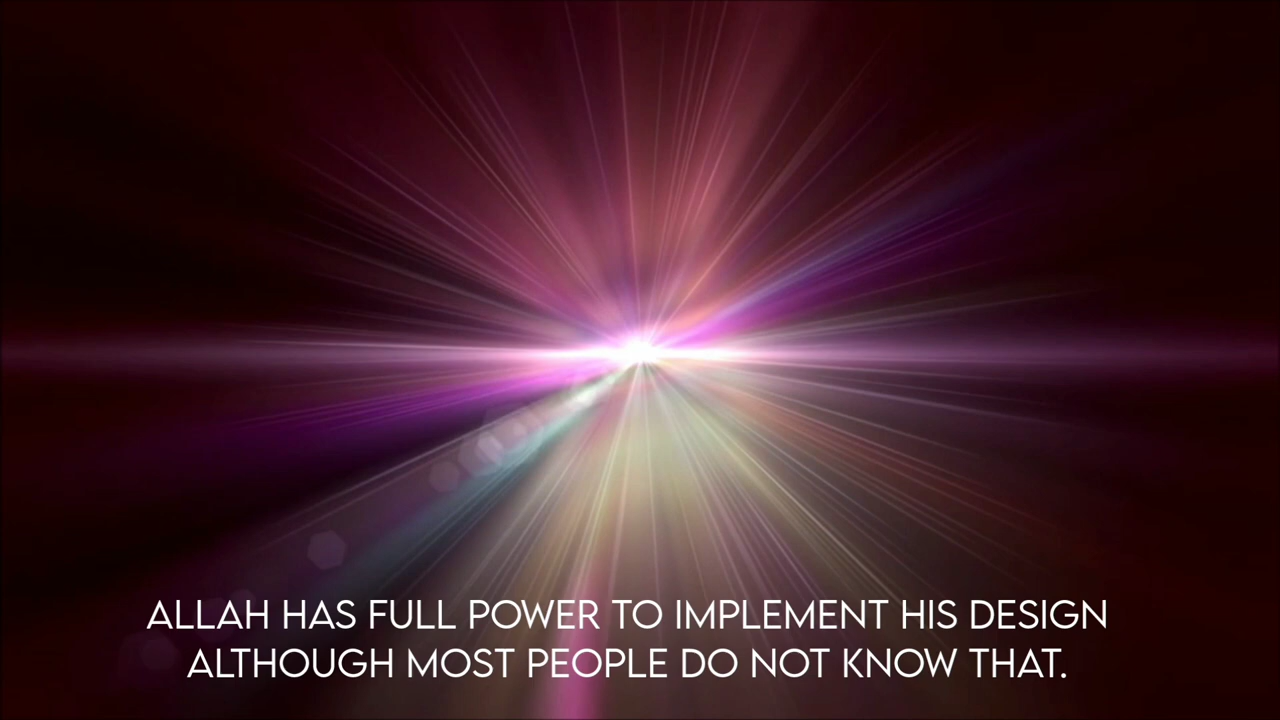 ALLAH HAS FULL POWER TO IMPLEMENT HIS DESIGN
ALTHOUGH MOST PEOPLE DO NOT KNOW THAT.